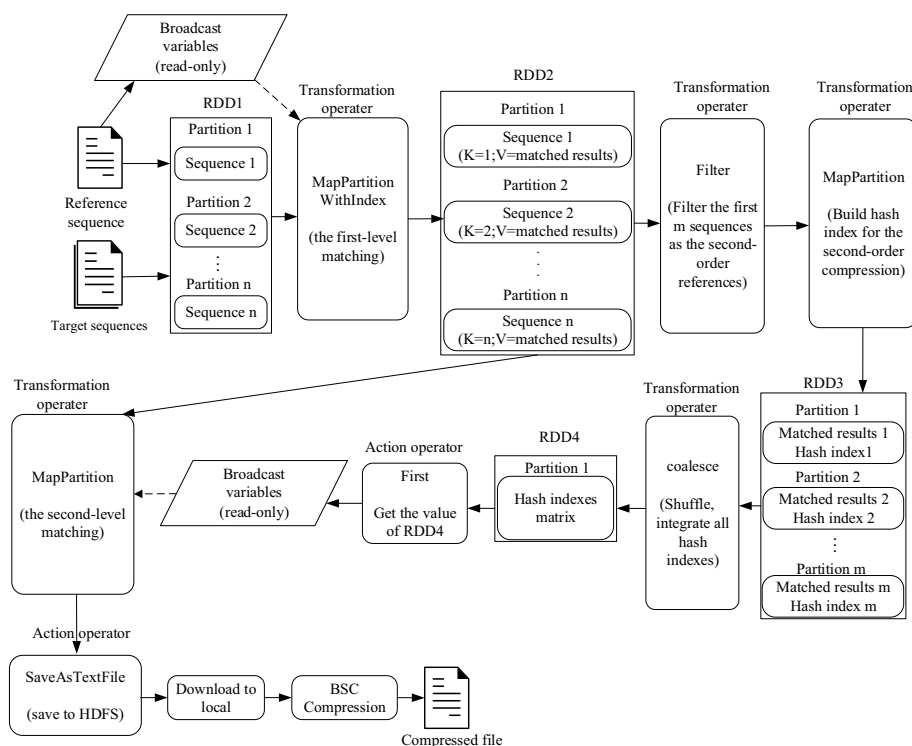 Broadcast
variables
(read-only)
Reference
sequence
Target sequences
RDD1
Partition 1
Sequence 1
Partition 2
Sequence 2
Partition n
Sequence n
Transformation
operater
MapPartition
WithIndex
(the first-level
matching)
RDD2
Partition 1
Sequence 1
(K=1;V=matched results)
Partition 2
Sequence 2
(K=2;V=matched results)
Partition n
Sequence n
(K=n;V=matched results)
Transformation
operater
Filter
(Filter the first
m sequences
as the second-
order
references)
Transformation
operater
MapPartition
(Build hash
index for the
second-order
compression)
RDD3
Partition 1
Matched results 1
Hash index1
Partition 2
Matched results 2
Hash index 2
Partition m
Matched results m
Hash index m
Transformation
operater
coalesce
(Shuffle,
integrate all
hash
indexes)
RDD4
Partition 1
Hash indexes
matrix
Action operator
First
Get the value
of RDD4
Broadcast
variables
(read-only)
Transformation
operater
MapPartition
(the second-level
matching)
Action operator
SaveAsTextFile
(save to HDFS)
Download to
local
BSC
Compression
Compressed file